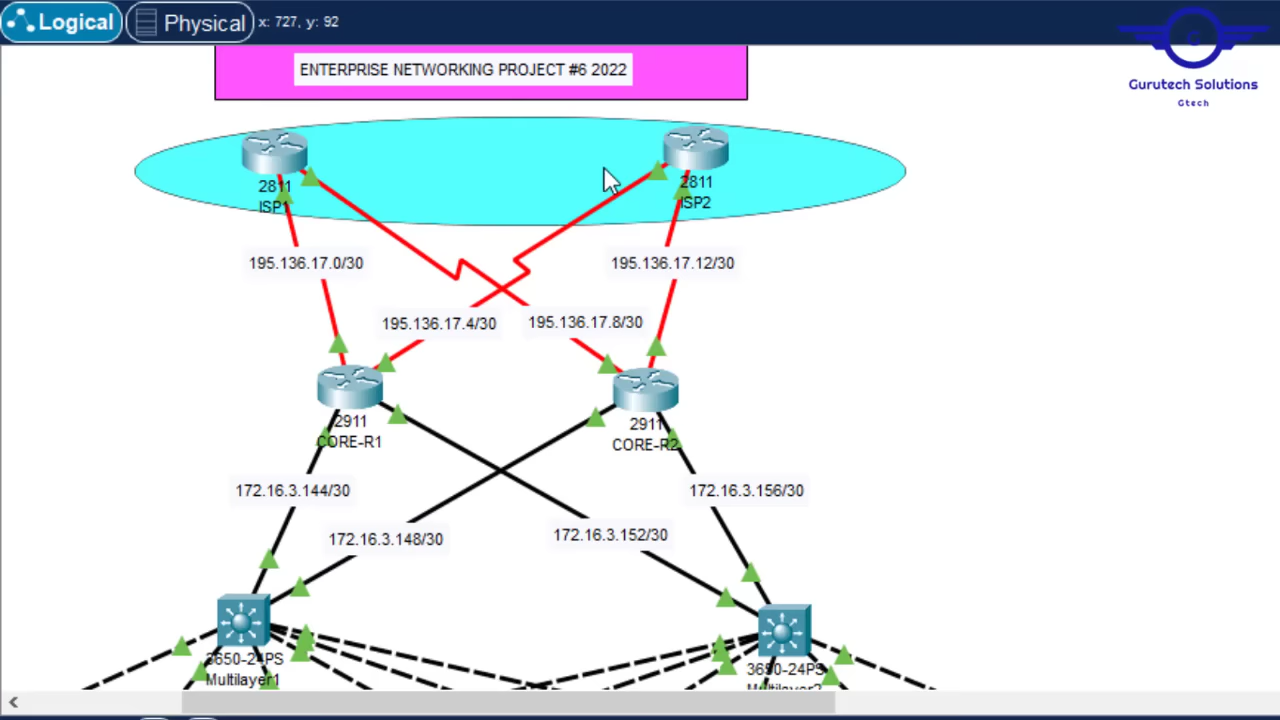 Logical
Physical
x: 727, y: 92
G
Gurutech Solutions
Gtech
ENTERPRISE NETWORKING PROJECT #6 2022
2811
ISP1
2811
ISP2
195.136.17.0/30
195.136.17.12/30
195.136.17.4/30
195.136.17.8/30
2911
CORE-R1
2911
CORE-R2
172.16.3.144/30
172.16.3.156/30
172.16.3.148/30
172.16.3.152/30
3650-24PS
Multilayer1
3650-24PS
Multilayer2